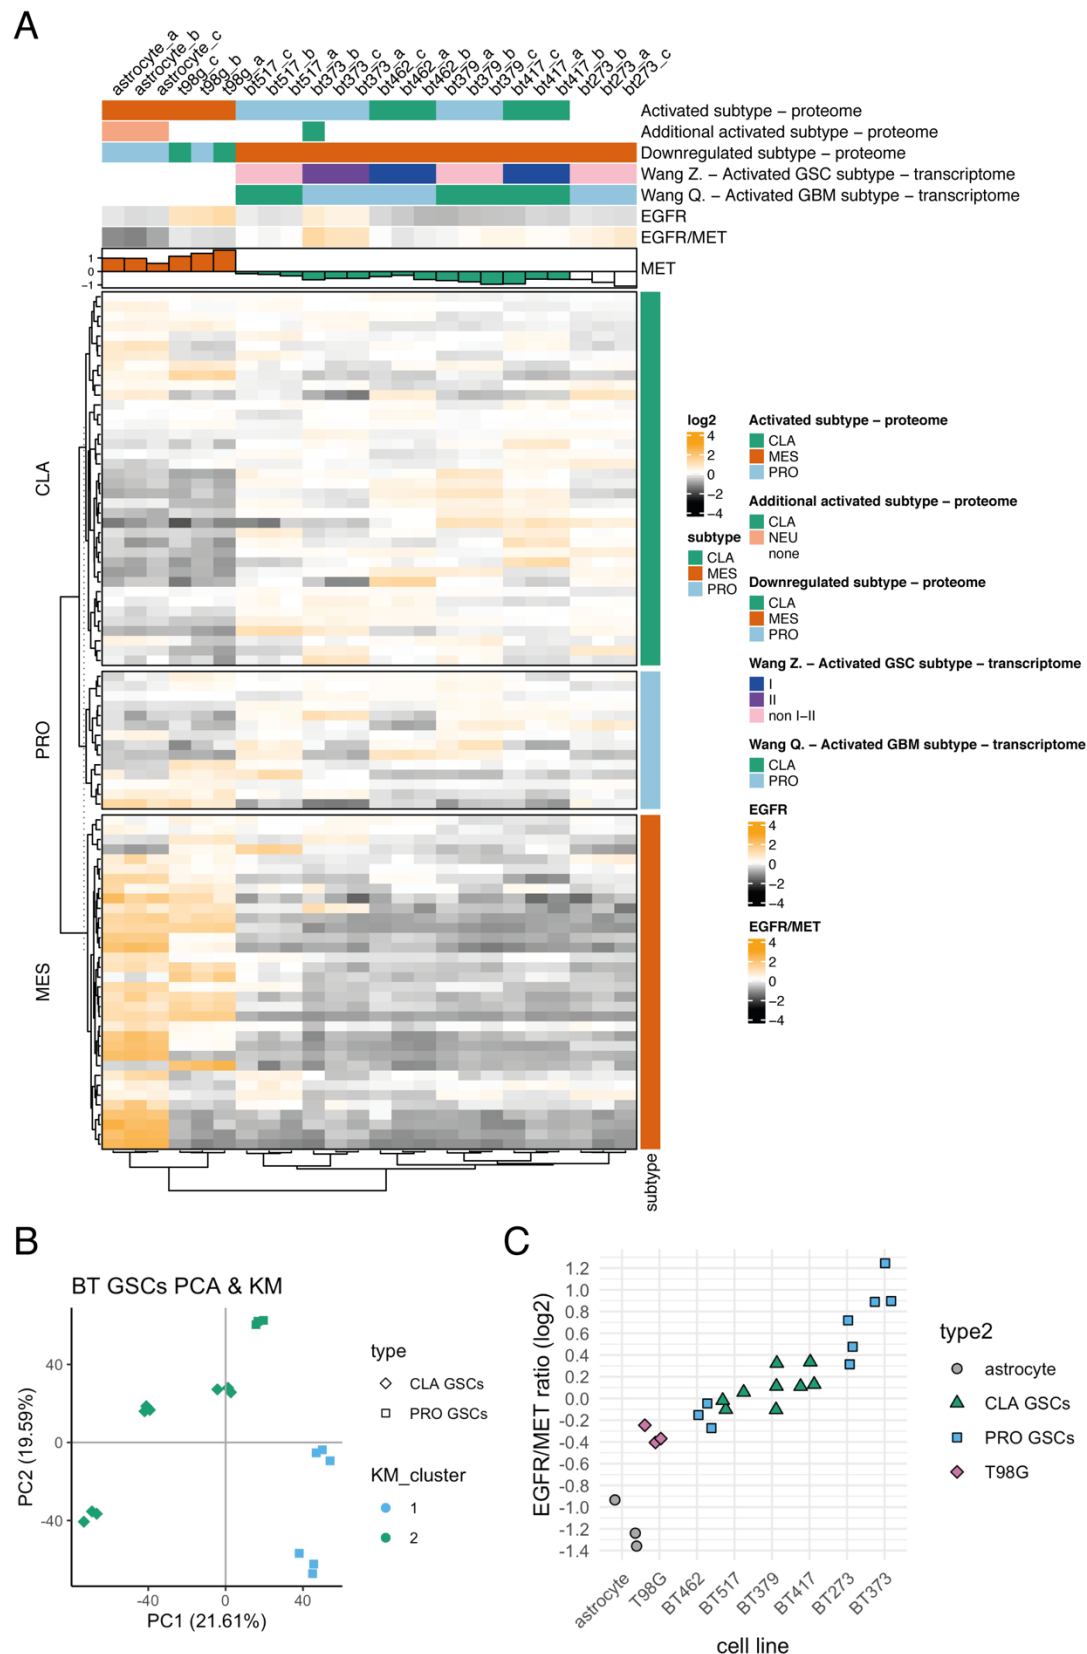 A
astrocyte_a
astrocyte_b
astrocyte_c
t98g_c
t98g_b
t98g_a
bt517_c
bt517_b
bt517_a
bt373_b
bt373_c
bt373_a
bt462_c
bt462_a
bt462_b
bt379_a
bt379_b
bt379_c
bt417_c
bt417_a
bt417_b
bt273_b
bt273_a
bt273_c
Activated subtype – proteome
Additional activated subtype – proteome
Downregulated subtype – proteome
Wang Z. – Activated GSC subtype – transcriptome
Wang Q. – Activated GBM subtype – transcriptome
EGFR
EGFR/MET
1
0
−1
MET
CLA
PRO
MES
subtype
log2
4
2
0
−2
−4
subtype
CLA
MES
PRO
Activated subtype – proteome
CLA
MES
PRO
Additional activated subtype – proteome
CLA
NEU
none
Downregulated subtype – proteome
CLA
MES
PRO
Wang Z. – Activated GSC subtype – transcriptome
I
II
non I–II
Wang Q. – Activated GBM subtype – transcriptome
CLA
PRO
EGFR
4
2
0
−2
−4
EGFR/MET
4
2
0
−2
−4
B
BT GSCs PCA & KM
PC2 (19.59%)
40
0
-40
-40
0
40
PC1 (21.61%)
type
CLA GSCs
PRO GSCs
KM_cluster
1
2
C
EGFR/MET ratio (log2)
1.2
1.0
0.8
0.6
0.4
0.2
0.0
-0.2
-0.4
-0.6
-0.8
-1.0
-1.2
-1.4
astrocyte
T98G
BT462
BT517
BT379
BT417
BT273
BT373
cell line
type2
astrocyte
CLA GSCs
PRO GSCs
T98G